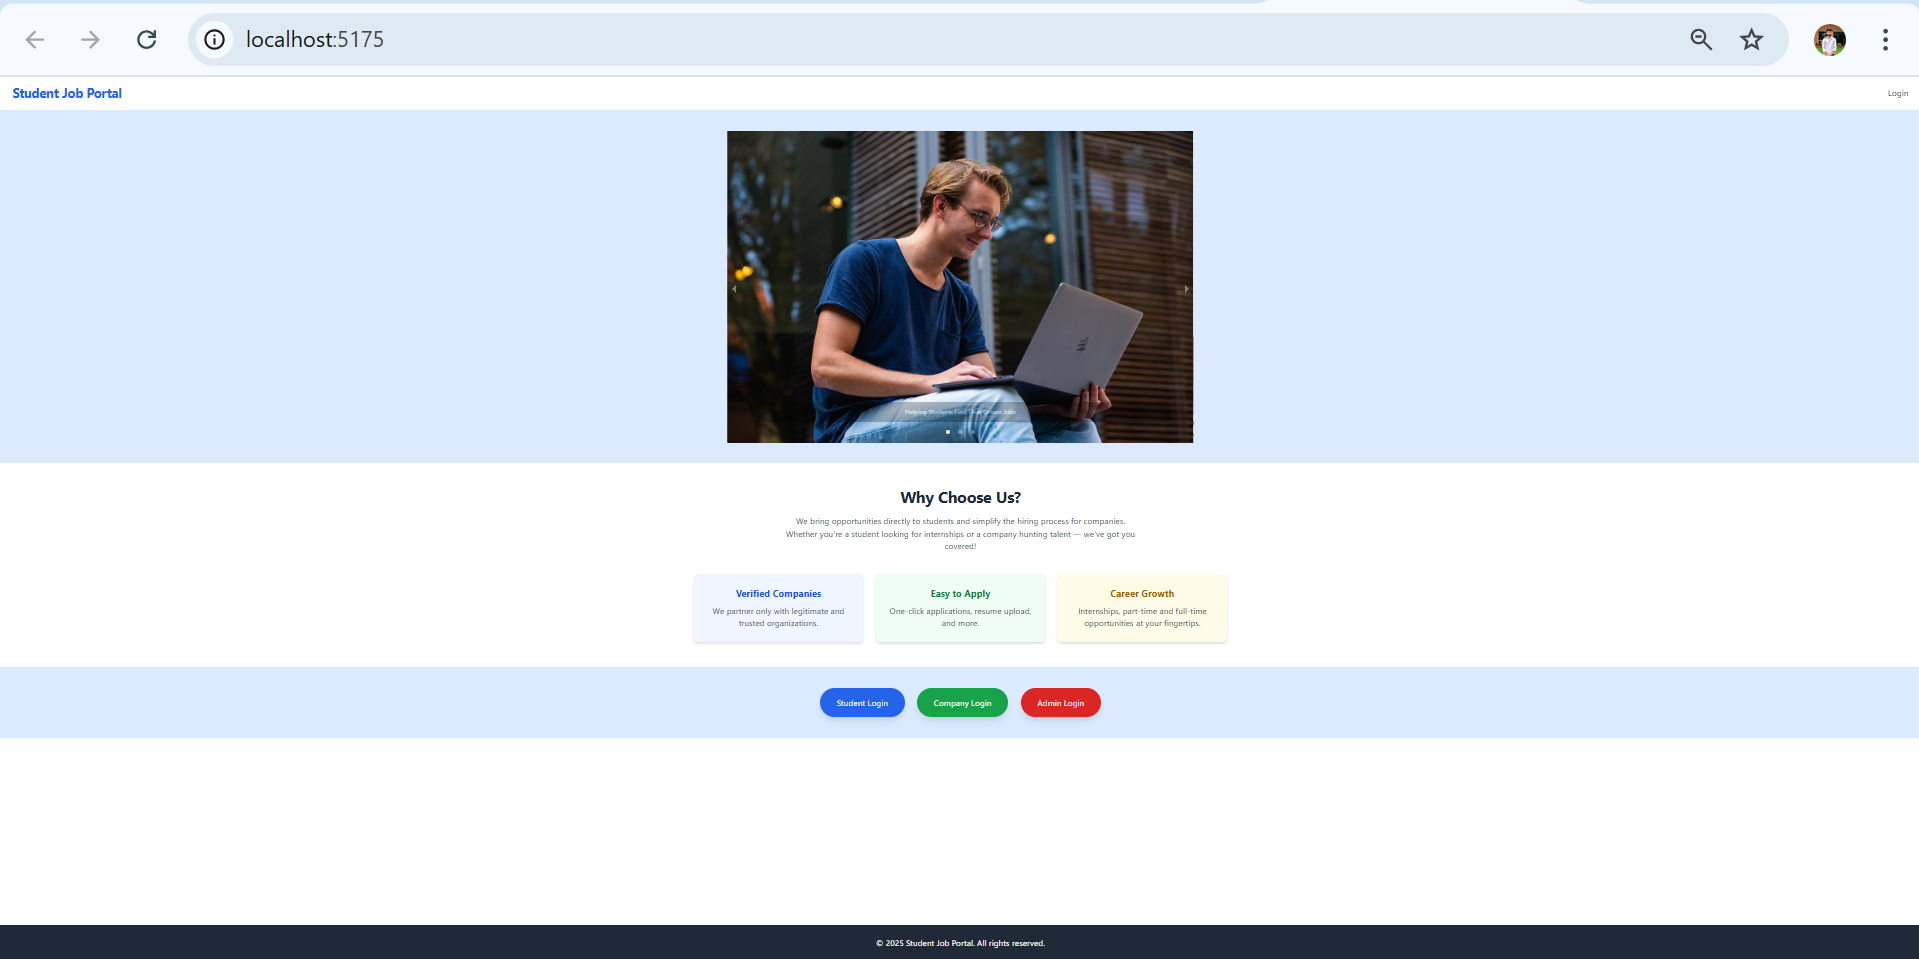 localhost:5175
Student Job Portal
Login
Helping Students Find Their Dream Jobs
Why Choose Us?
We bring opportunities directly to students and simplify the hiring process for companies.
Whether you're a student looking for internships or a company hunting talent — we've got you
covered!
Verified Companies
We partner only with legitimate and
trusted organizations.
Easy to Apply
One-click applications, resume upload,
and more.
Career Growth
Internships, part-time and full-time
opportunities at your fingertips.
Student Login
Company Login
Admin Login
© 2025 Student Job Portal. All rights reserved.